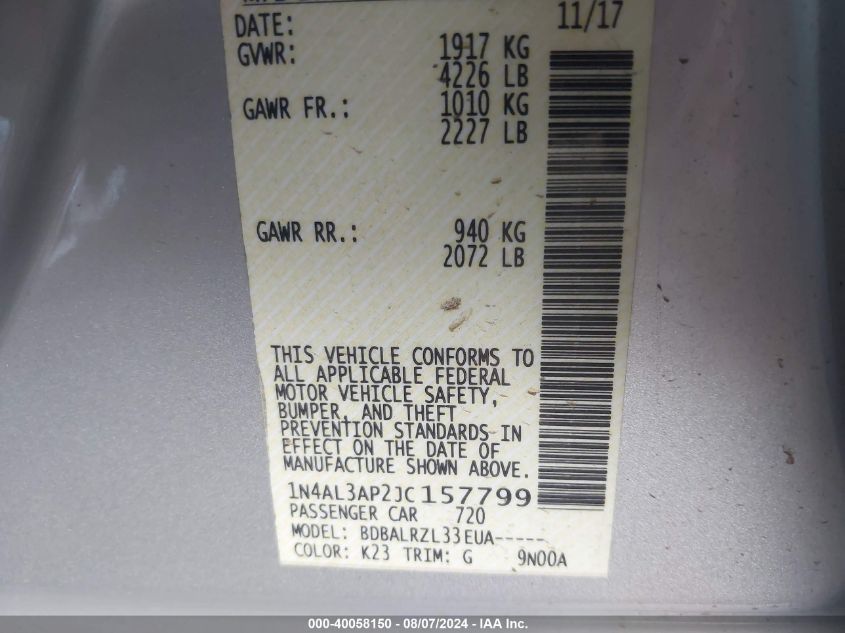 DATE: 11/17
GVWR: 1917 KG
4226 LB
GAWR FR.: 1010 KG
2227 LB
GAWR RR.: 940 KG
2072 LB
THIS VEHICLE CONFORMS TO
ALL APPLICABLE FEDERAL
MOTOR VEHICLE SAFETY,
BUMPER, AND THEFT
PREVENTION STANDARDS IN
EFFECT ON THE DATE OF
MANUFACTURE SHOWN ABOVE.
1N4AL3AP2JC157799
PASSENGER CAR 720
MODEL: BDBALRZL33EUA-----
COLOR: K23 TRIM: G 9N00A
000-40058150 - 08/07/2024 - IAA Inc.